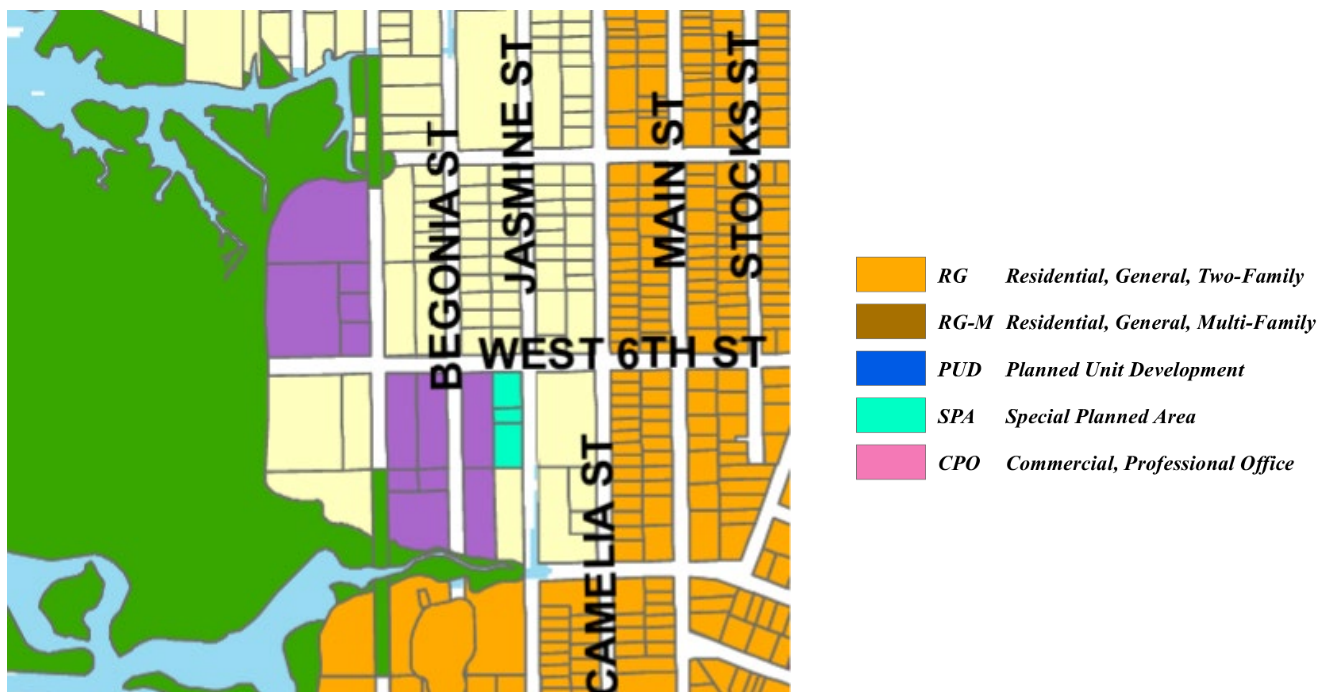 BEGONIA ST
JASMINE ST
MAIN ST
STOCKS ST
WEST 6TH ST
CAMELIA ST
RG Residential, General, Two-Family
RG-M Residential, General, Multi-Family
PUD Planned Unit Development
SPA Special Planned Area
CPO Commercial, Professional Office